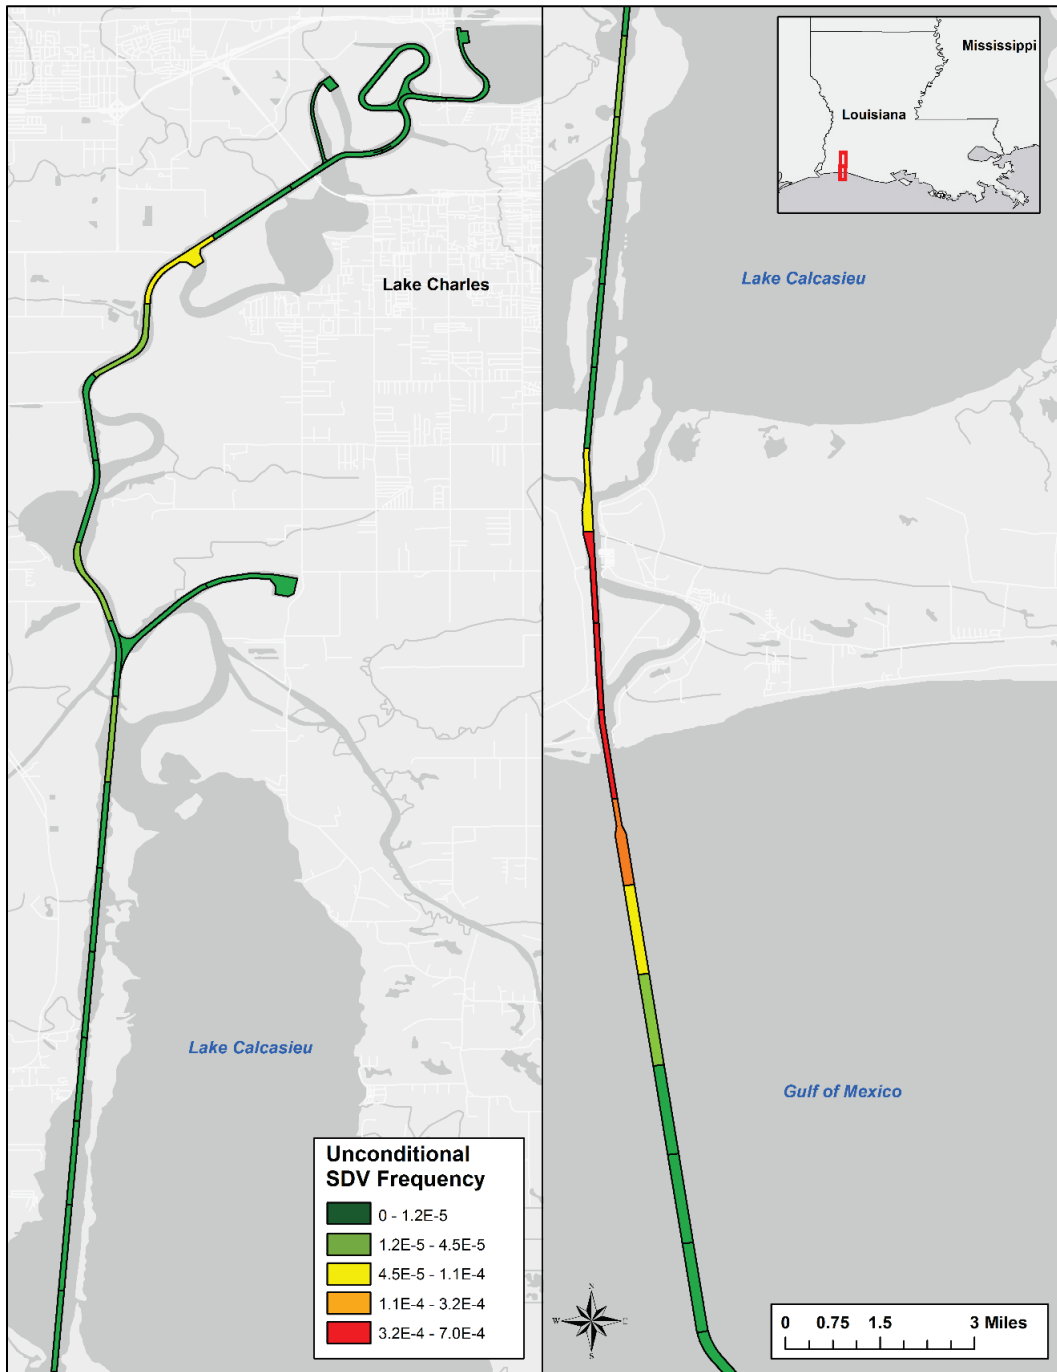 Mississippi
Louisiana
Lake Charles
Lake Calcasieu
Lake Calcasieu
Gulf of Mexico
Unconditional
SDV Frequency
0 - 1.2E-5
1.2E-5 - 4.5E-5
4.5E-5 - 1.1E-4
1.1E-4 - 3.2E-4
3.2E-4 - 7.0E-4
N
W
E
S
0 0.75 1.5 3 Miles